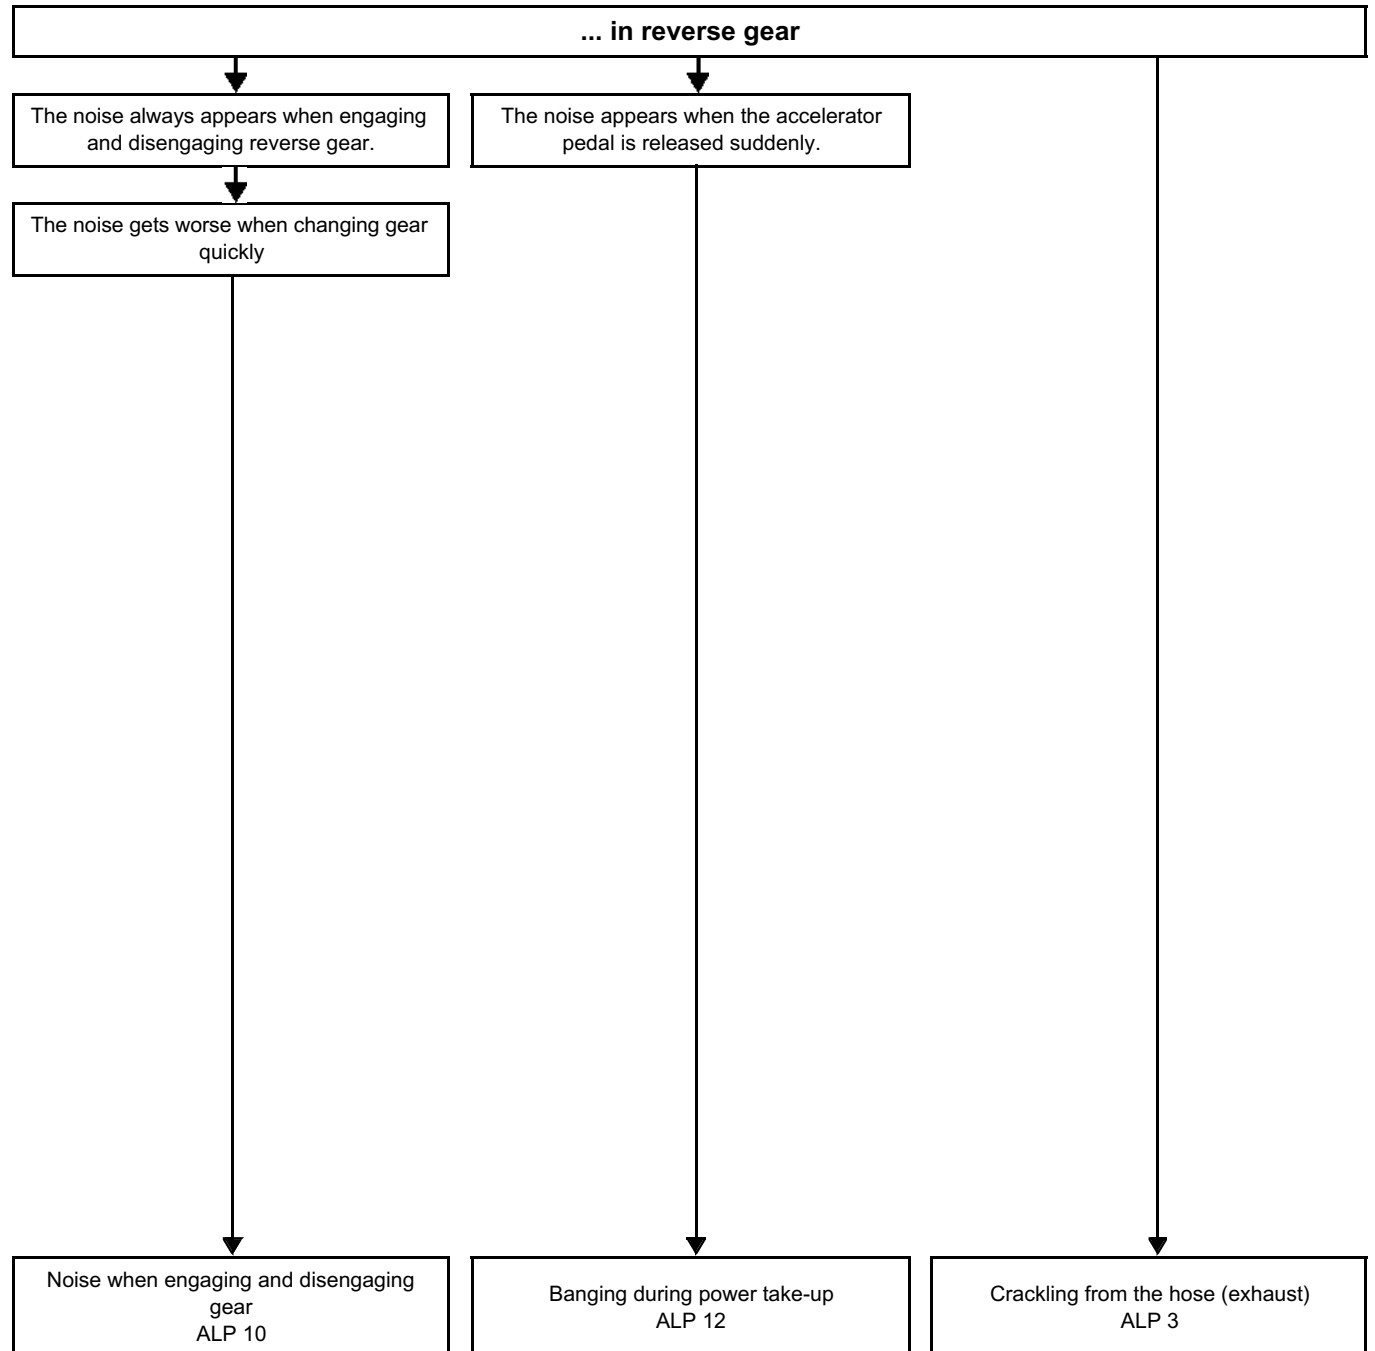 ... in reverse gear
The noise always appears when engaging
and disengaging reverse gear.
The noise appears when the accelerator
pedal is released suddenly.
The noise gets worse when changing gear
quickly
Noise when engaging and disengaging
gear
ALP 10
Banging during power take-up
ALP 12
Crackling from the hose (exhaust)
ALP 3